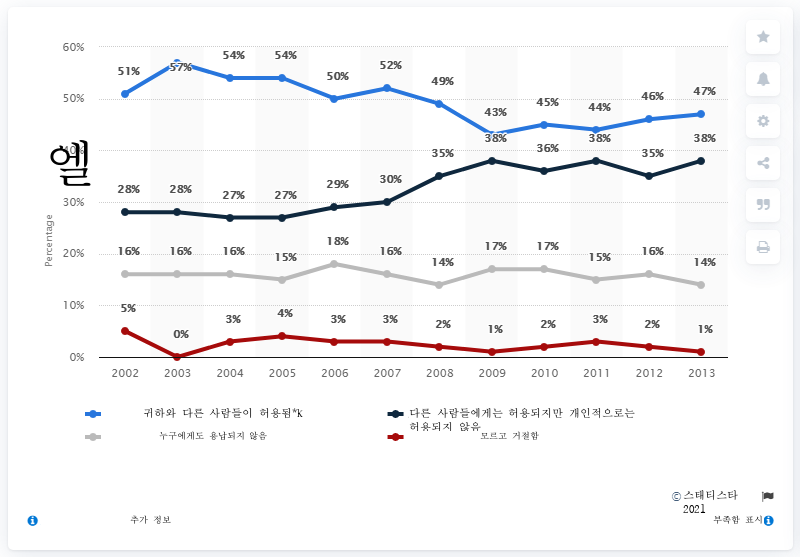 60%
50%
40%
30%
20%
10%
0%
Percentage
엘
51% 57% 54% 54% 50% 52% 49% 43% 45% 44% 46% 47%
28% 28% 27% 27% 29% 30% 35% 38% 36% 38% 35% 38%
16% 16% 16% 15% 18% 16% 14% 17% 17% 15% 16% 14%
5% 0% 3% 4% 3% 3% 2% 1% 2% 3% 2% 1%
2002 2003 2004 2005 2006 2007 2008 2009 2010 2011 2012 2013
귀하와 다른 사람들이 허용됨*K
다른 사람들에게는 허용되지만 개인적으로는
허용되지 않음
누구에게도 용납되지 않음
모르고 거절함
© 스태티스타
2021
추가 정보
부족함 표시